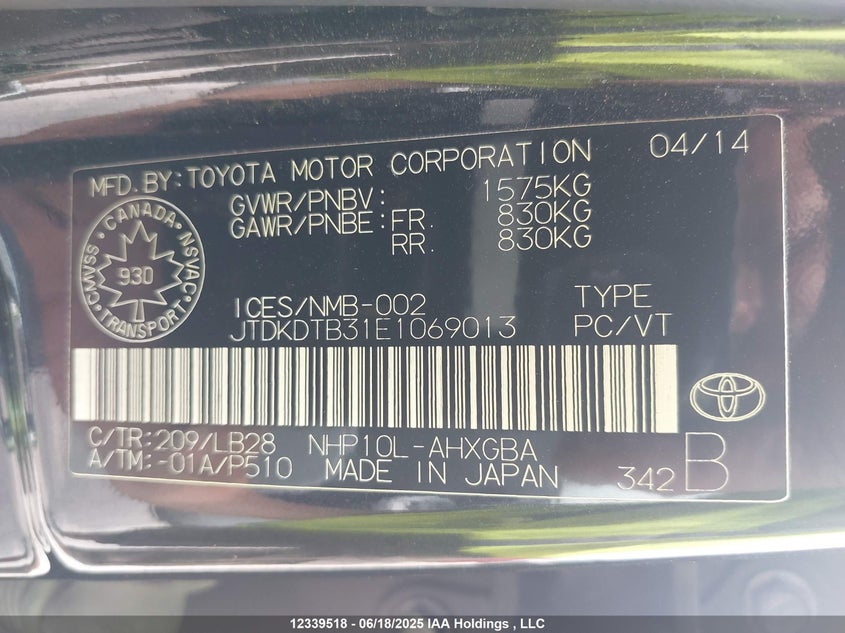 MFD. BY: TOYOTA MOTOR CORPORATION 04/14
GVWR/PNBV: 1575KG
GAWR/PNBE: FR. 830KG
RR. 830KG
CANADA
CMVSS • NSVAC
930
TRANSPORT
ICES/NMB-002 TYPE
JTDKDTB31E1069013 PC/VT
C/TR: 209/LB28 NHP10L-AHXGBA
A/TM: -01A/P510 MADE IN JAPAN 342 B
12339518 - 06/18/2025 IAA Holdings , LLC